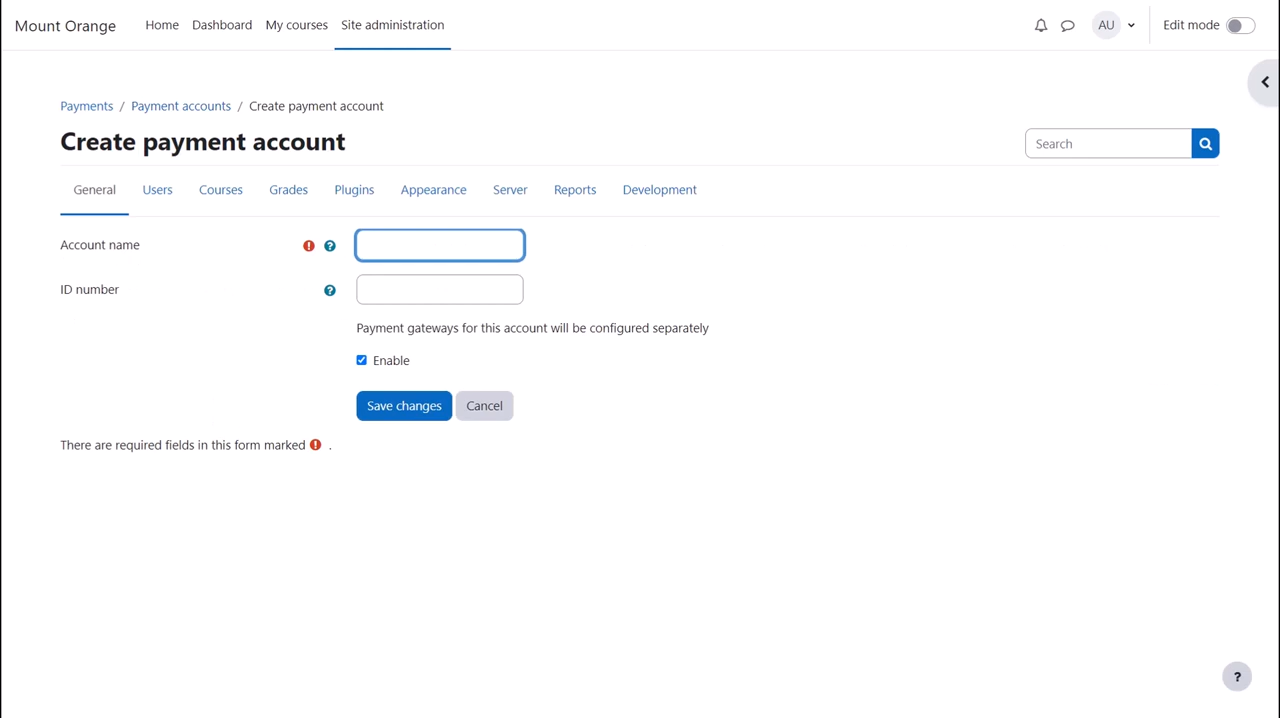 Mount Orange Home Dashboard My courses Site administration AU Edit mode
Payments / Payment accounts / Create payment account
Create payment account
Search
General Users Courses Grades Plugins Appearance Server Reports Development
Account name
ID number
Payment gateways for this account will be configured separately
Enable
Save changes Cancel
There are required fields in this form marked ! .
?